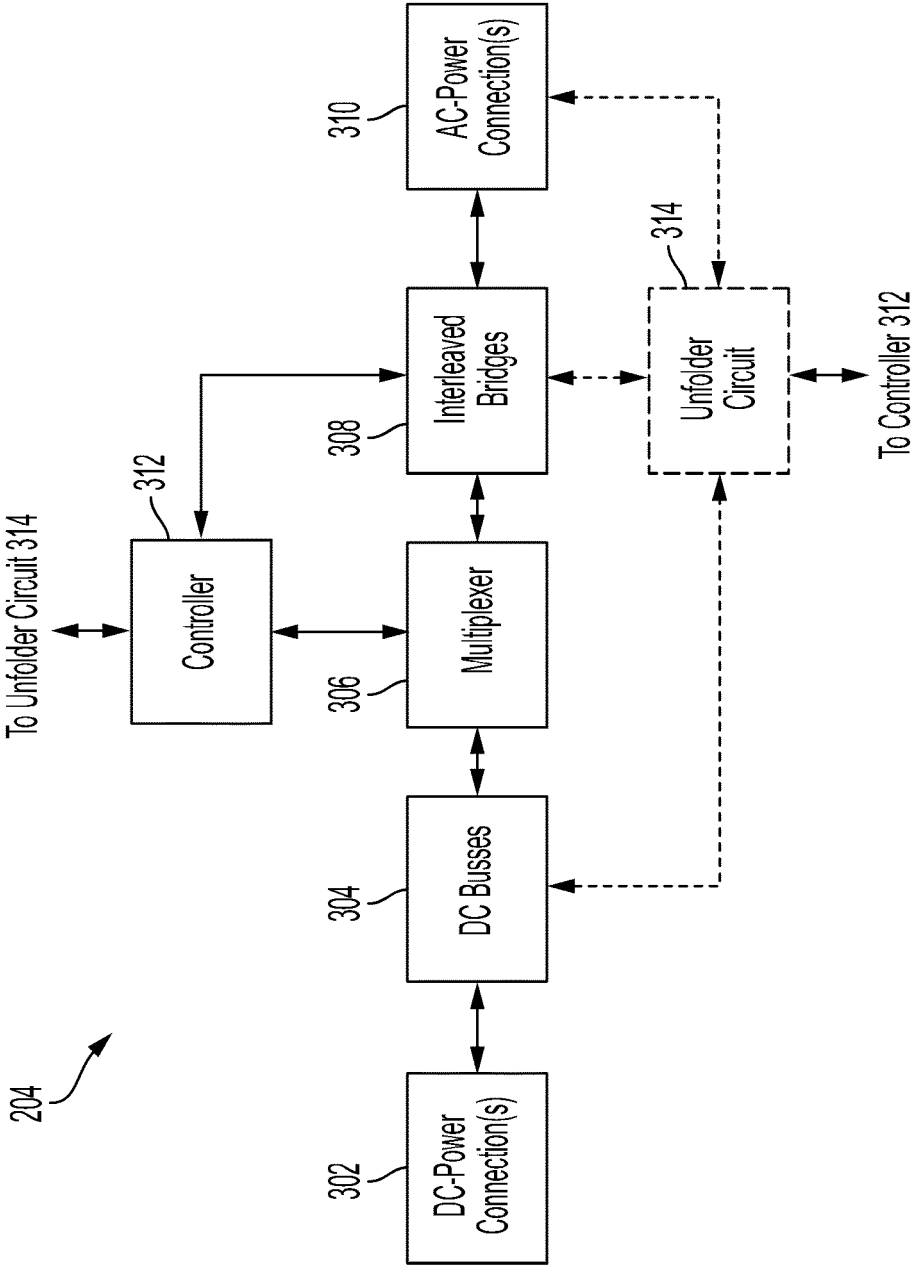 204
To Unfolder Circuit 314
312
Controller
302
DC-Power
Connection(s)
304
DC Busses
306
Multiplexer
308
Interleaved
Bridges
310
AC-Power
Connection(s)
314
Unfolder
Circuit
To Controller 312